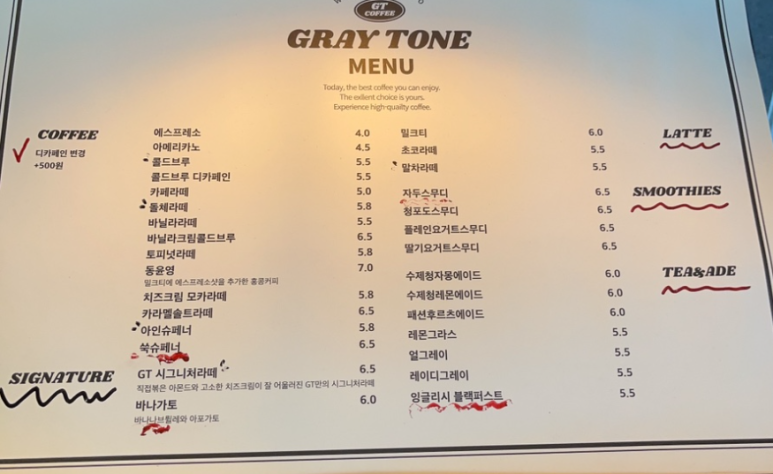 GT
COFFEE
GRAY TONE
MENU
Today, the best coffee you can enjoy.
The exllent choice is yours.
Experience high-quailty coffee.
COFFEE
디카페인 변경
+500원
에스프레소 4.0
아메리카노 4.5
콜드브루 5.5
콜드브루 디카페인 5.5
카페라떼 5.0
돌체라떼 5.8
바닐라라떼 5.5
바닐라크림콜드브루 6.5
토피넛라떼 5.8
동윤영 7.0
밀크티에 에스프레소샷을 추가한 홍콩커피
치즈크림 모카라떼 5.8
카라멜솔트라떼 6.5
아인슈페너 5.8
쑥슈페너 6.5
SIGNATURE
GT 시그니처라떼 6.5
직접볶은 아몬드와 고소한 치즈크림이 잘 어울러진 GT만의 시그니처라떼
바나가토 6.0
바나나브륄레와 아포가토
LATTE
밀크티 6.0
초코라떼 5.5
말차라떼 5.5
SMOOTHIES
자두스무디 6.5
청포도스무디 6.5
플레인요거트스무디 6.5
딸기요거트스무디 6.5
TEA&ADE
수제청자몽에이드 6.0
수제청레몬에이드 6.0
패션후르츠에이드 6.0
레몬그라스 5.5
얼그레이 5.5
레이디그레이 5.5
잉글리시 블랙퍼스트 5.5